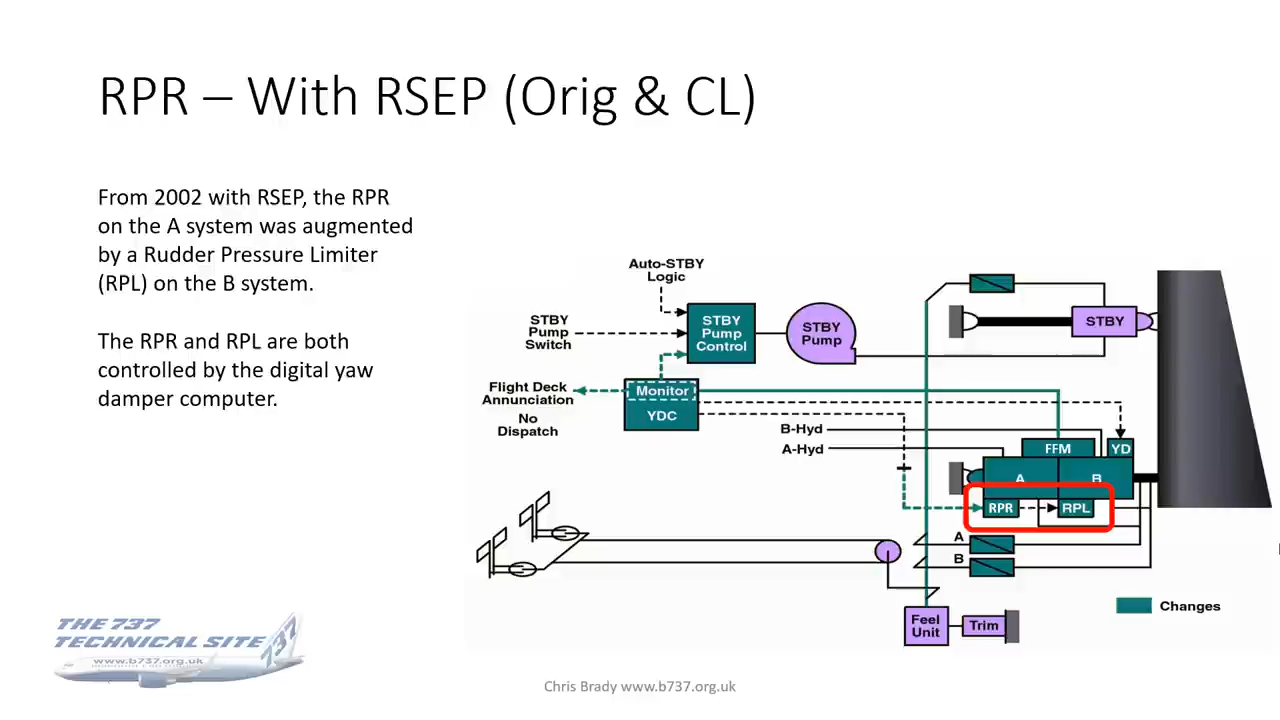 RPR – With RSEP (Orig & CL)
From 2002 with RSEP, the RPR
on the A system was augmented
by a Rudder Pressure Limiter
(RPL) on the B system.
The RPR and RPL are both
controlled by the digital yaw
damper computer.
Auto-STBY
Logic
STBY
Pump
Switch
STBY
Pump
Control
STBY
Pump
STBY
Flight Deck
Annunciation
No
Dispatch
Monitor
YDC
B-Hyd
A-Hyd
FFM
YD
A
B
RPR
RPL
A
B
Feel
Unit
Trim
Changes
THE 737
TECHNICAL SITE
737
www.b737.org.uk
Chris Brady www.b737.org.uk